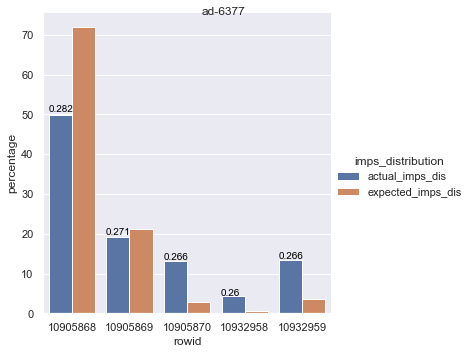 ad-6377
percentage
70
60
50
40
30
20
10
0
0.282
0.271
0.266
0.26
0.266
10905868 10905869 10905870 10932958 10932959
rowid
imps_distribution
actual_imps_dis
expected_imps_dis